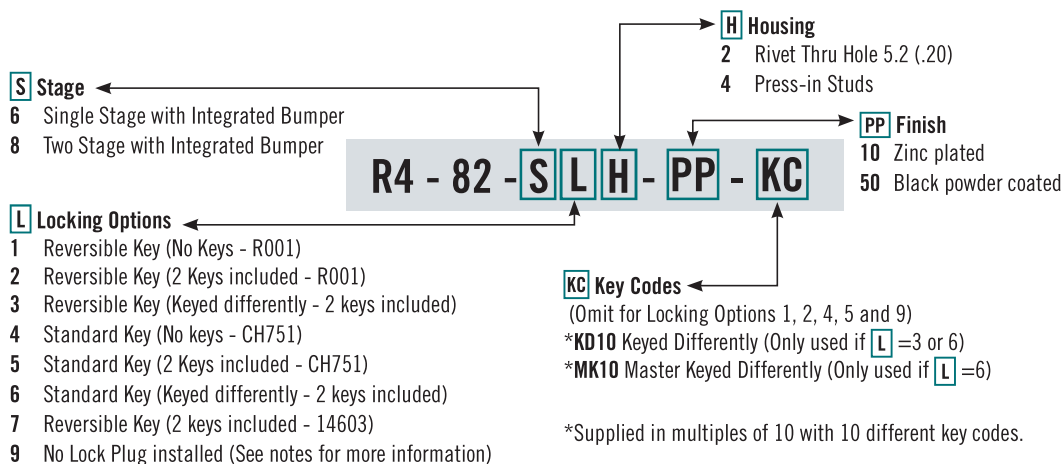 H Housing
2 Rivet Thru Hole 5.2 (.20)
4 Press-in Studs
S Stage
6 Single Stage with Integrated Bumper
8 Two Stage with Integrated Bumper
PP Finish
10 Zinc plated
50 Black powder coated
R4 - 82 - S L H - PP - KC
L Locking Options
1 Reversible Key (No Keys - R001)
2 Reversible Key (2 Keys included - R001)
3 Reversible Key (Keyed differently - 2 keys included)
4 Standard Key (No keys - CH751)
5 Standard Key (2 Keys included - CH751)
6 Standard Key (Keyed differently - 2 keys included)
7 Reversible Key (2 keys included - 14603)
9 No Lock Plug installed (See notes for more information)
KC Key Codes
(Omit for Locking Options 1, 2, 4, 5 and 9)
*KD10 Keyed Differently (Only used if L =3 or 6)
*MK10 Master Keyed Differently (Only used if L =6)
*Supplied in multiples of 10 with 10 different key codes.